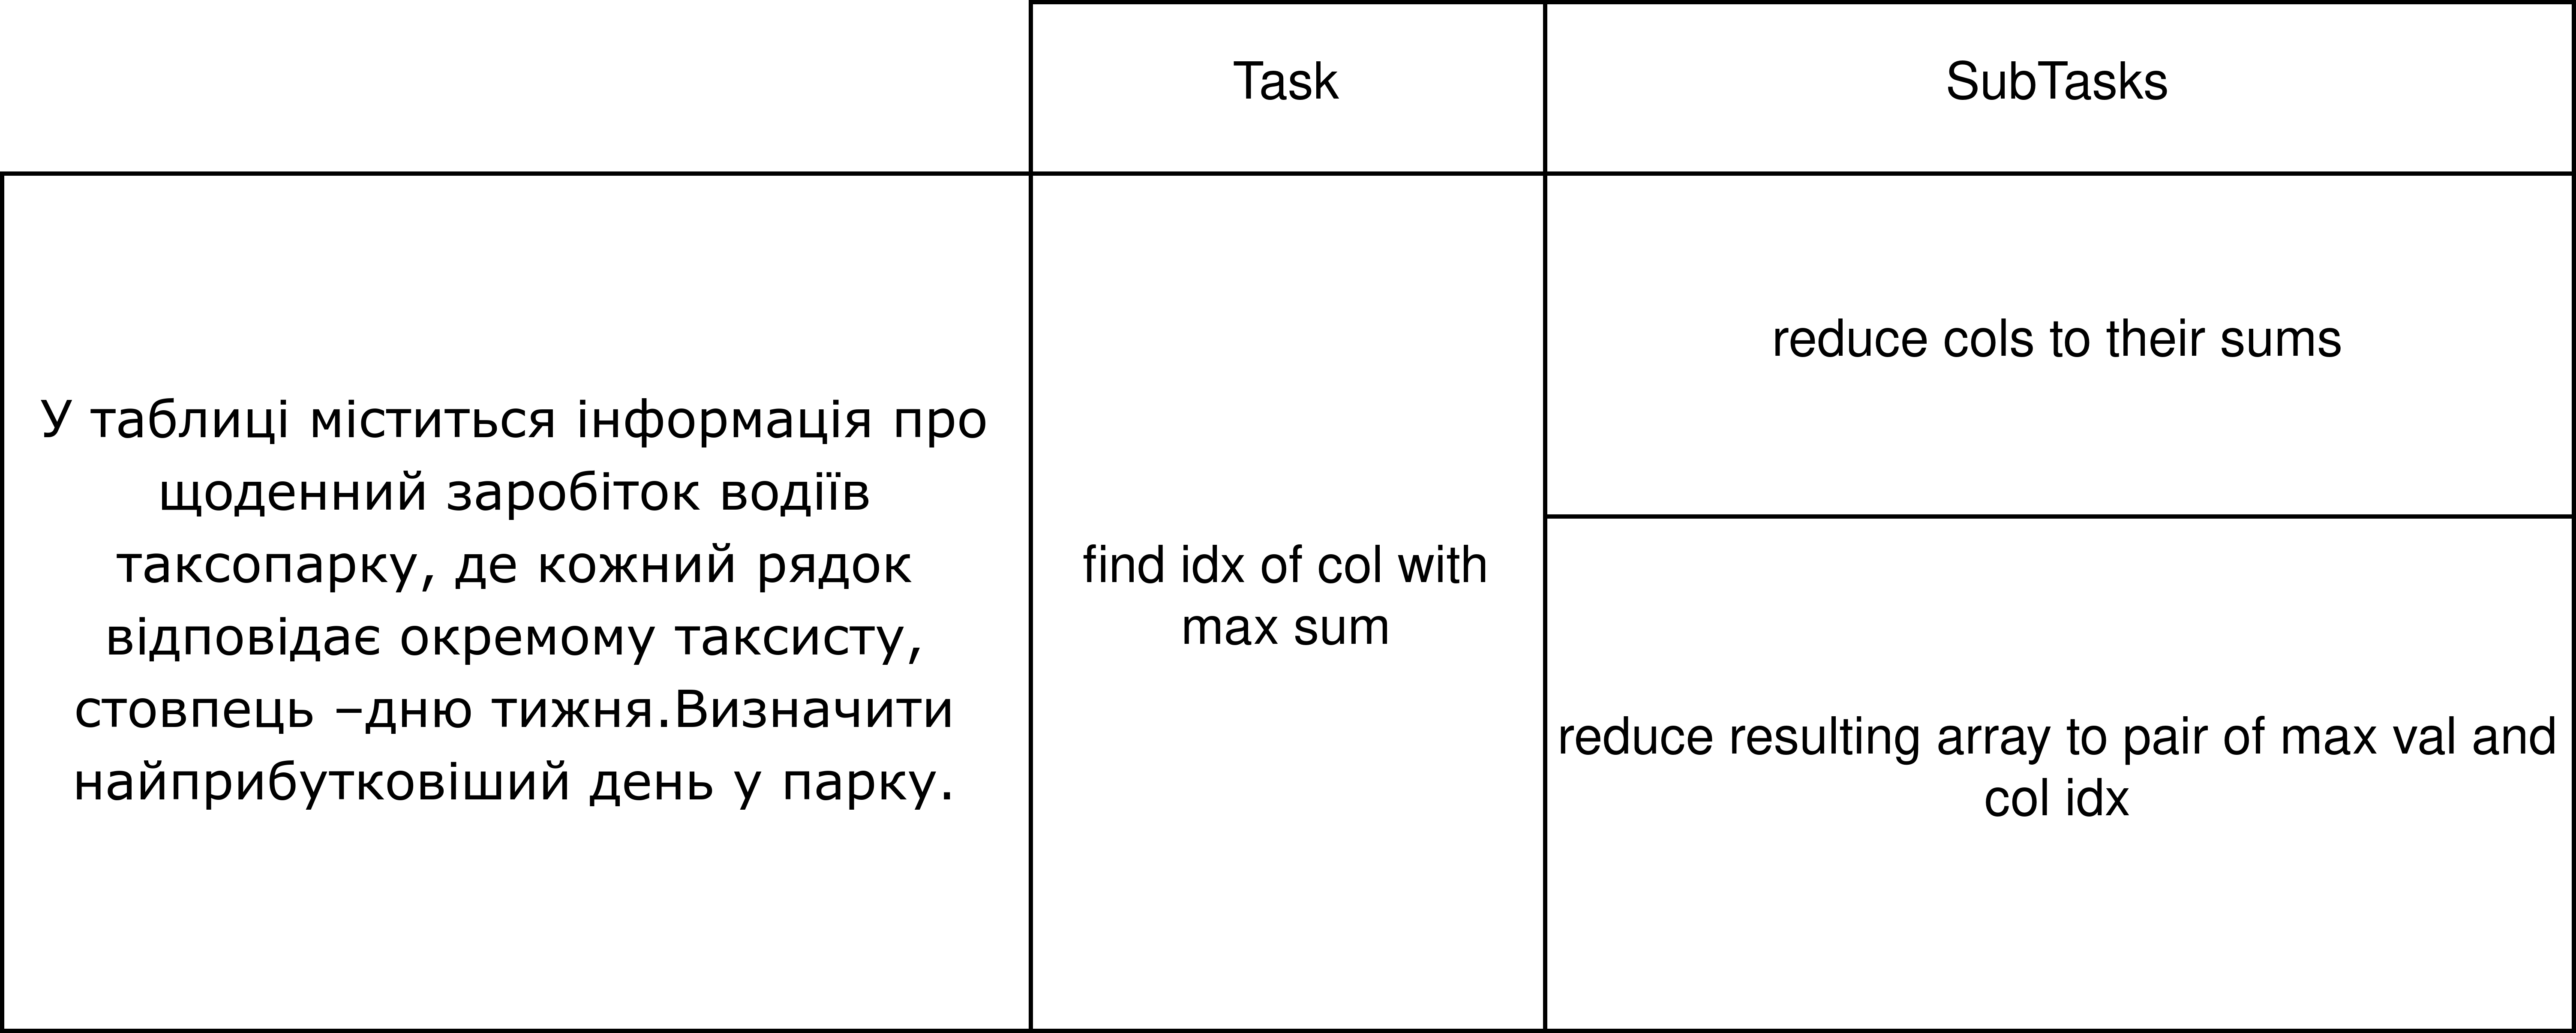 Task
SubTasks
У таблиці міститься інформація про
щоденний заробіток водіїв
таксопарку, де кожний рядок
відповідає окремому таксисту,
стовпець –дню тижня.Визначити
найприбутковіший день у парку.
find idx of col with
max sum
reduce cols to their sums
reduce resulting array to pair of max val and
col idx